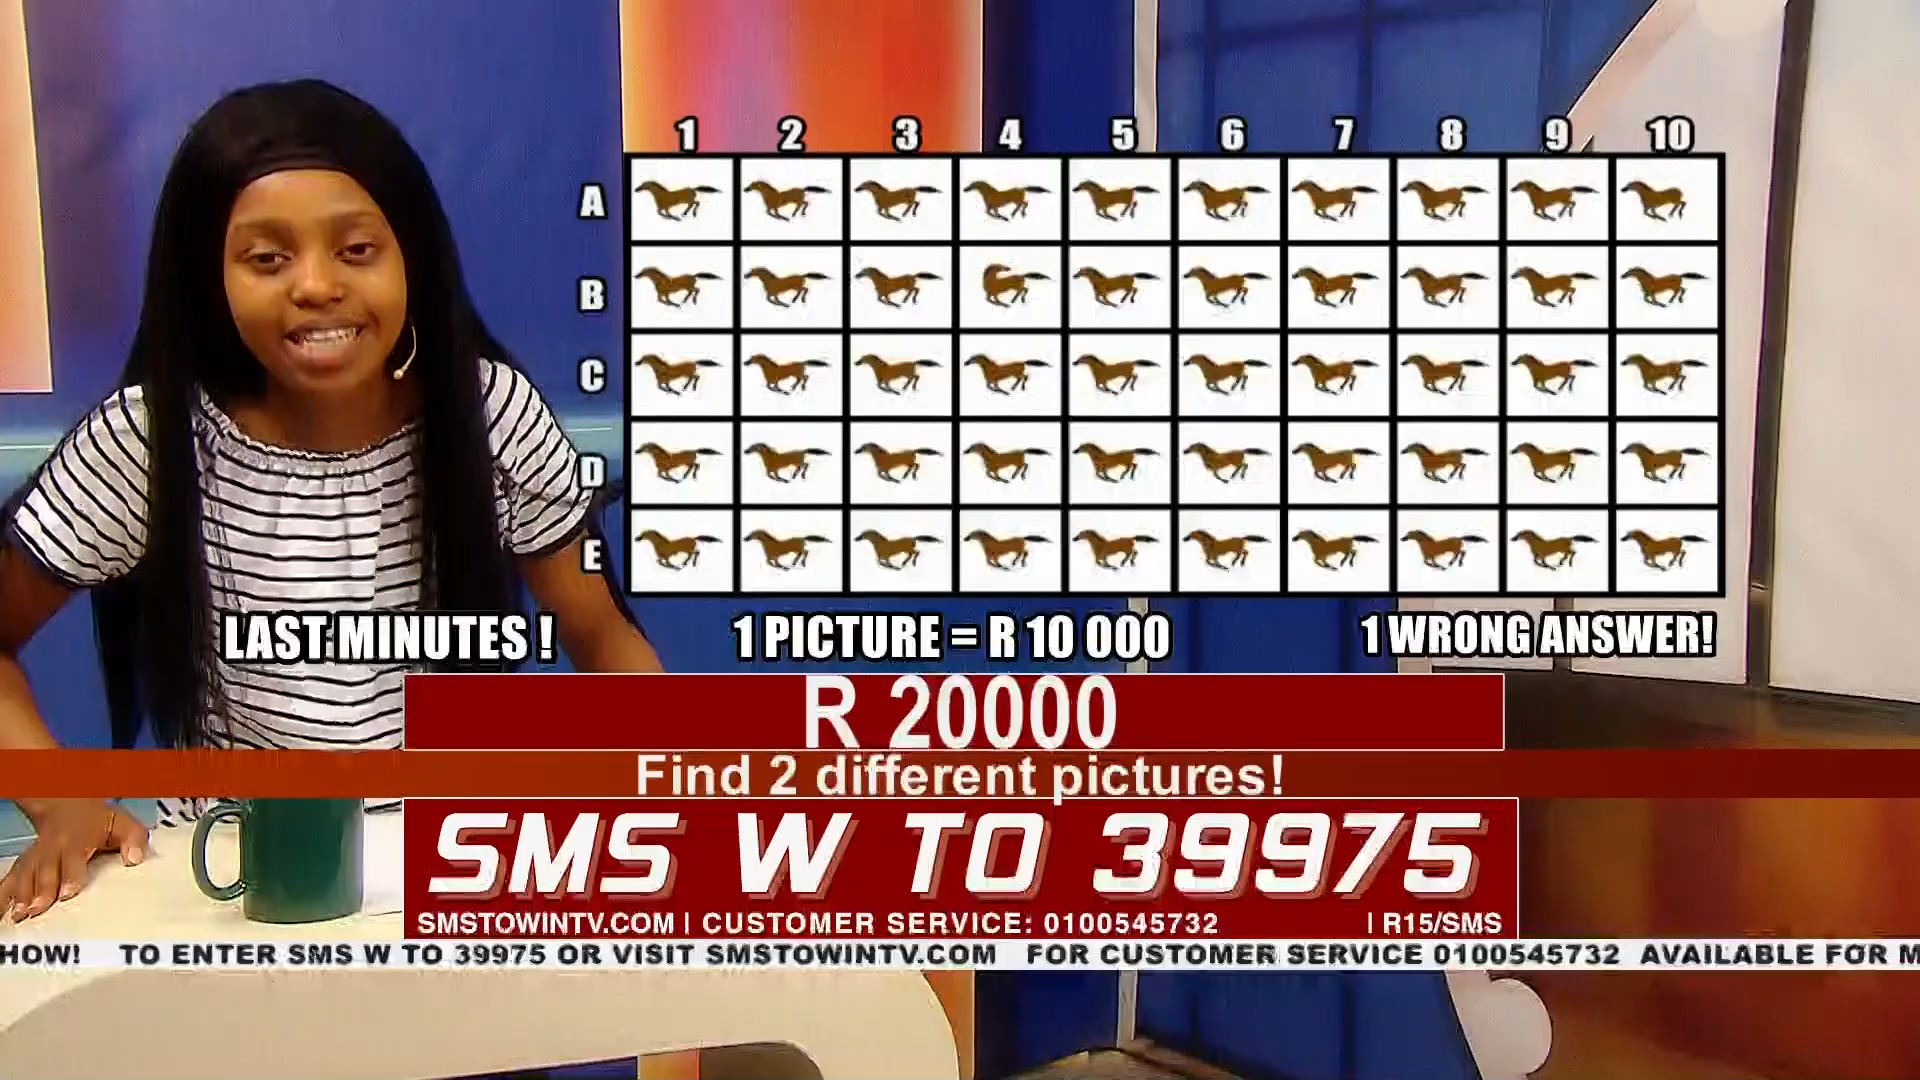 1 2 3 4 5 6 7 8 9 10
A
B
C
D
E
LAST MINUTES ! 1 PICTURE = R 10 000 1 WRONG ANSWER!
R 20000
Find 2 different pictures!
SMS W TO 39975
SMSTOWINTV.COM | CUSTOMER SERVICE: 0100545732 | R15/SMS
HOW! TO ENTER SMS W TO 39975 OR VISIT SMSTOWINTV.COM FOR CUSTOMER SERVICE 0100545732 AVAILABLE FOR M